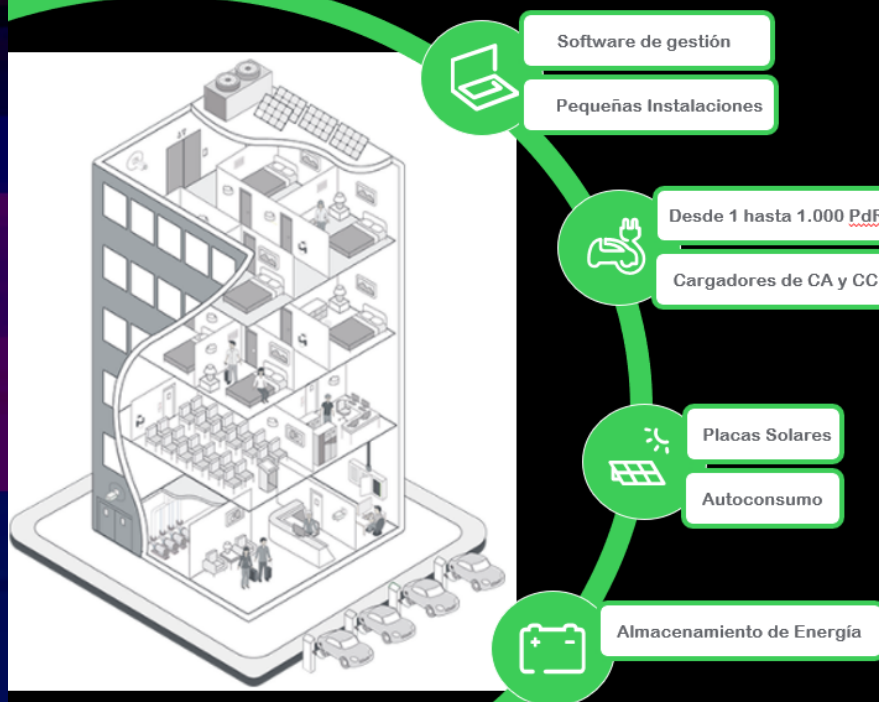 Software de gestión
Pequeñas Instalaciones
Desde 1 hasta 1.000 PdR
Cargadores de CA y CC
Placas Solares
Autoconsumo
Almacenamiento de Energía